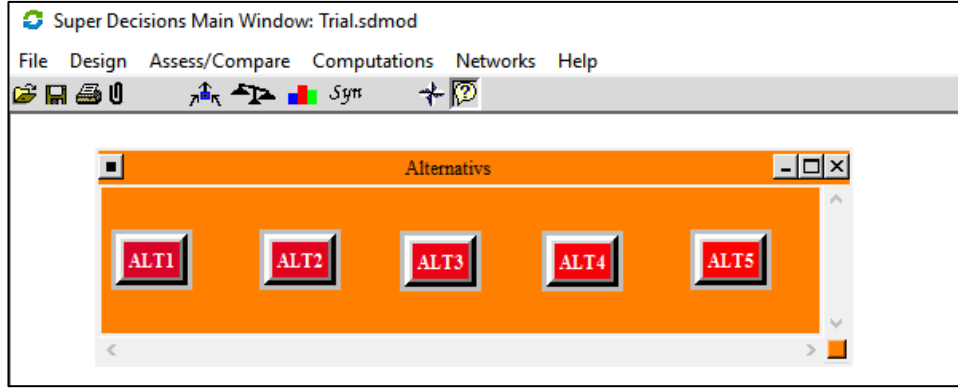 Super Decisions Main Window: Trial.sdmod
File Design Assess/Compare Computations Networks Help
Syn
Alternativs
ALT1 ALT2 ALT3 ALT4 ALT5